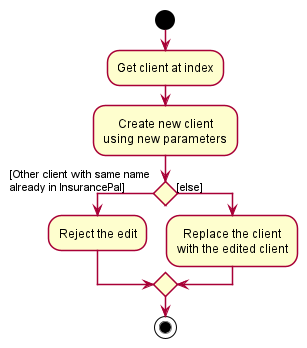 Get client at index
Create new client
using new parameters
[Other client with same name
already in InsurancePal]
[else]
Reject the edit
Replace the client
with the edited client